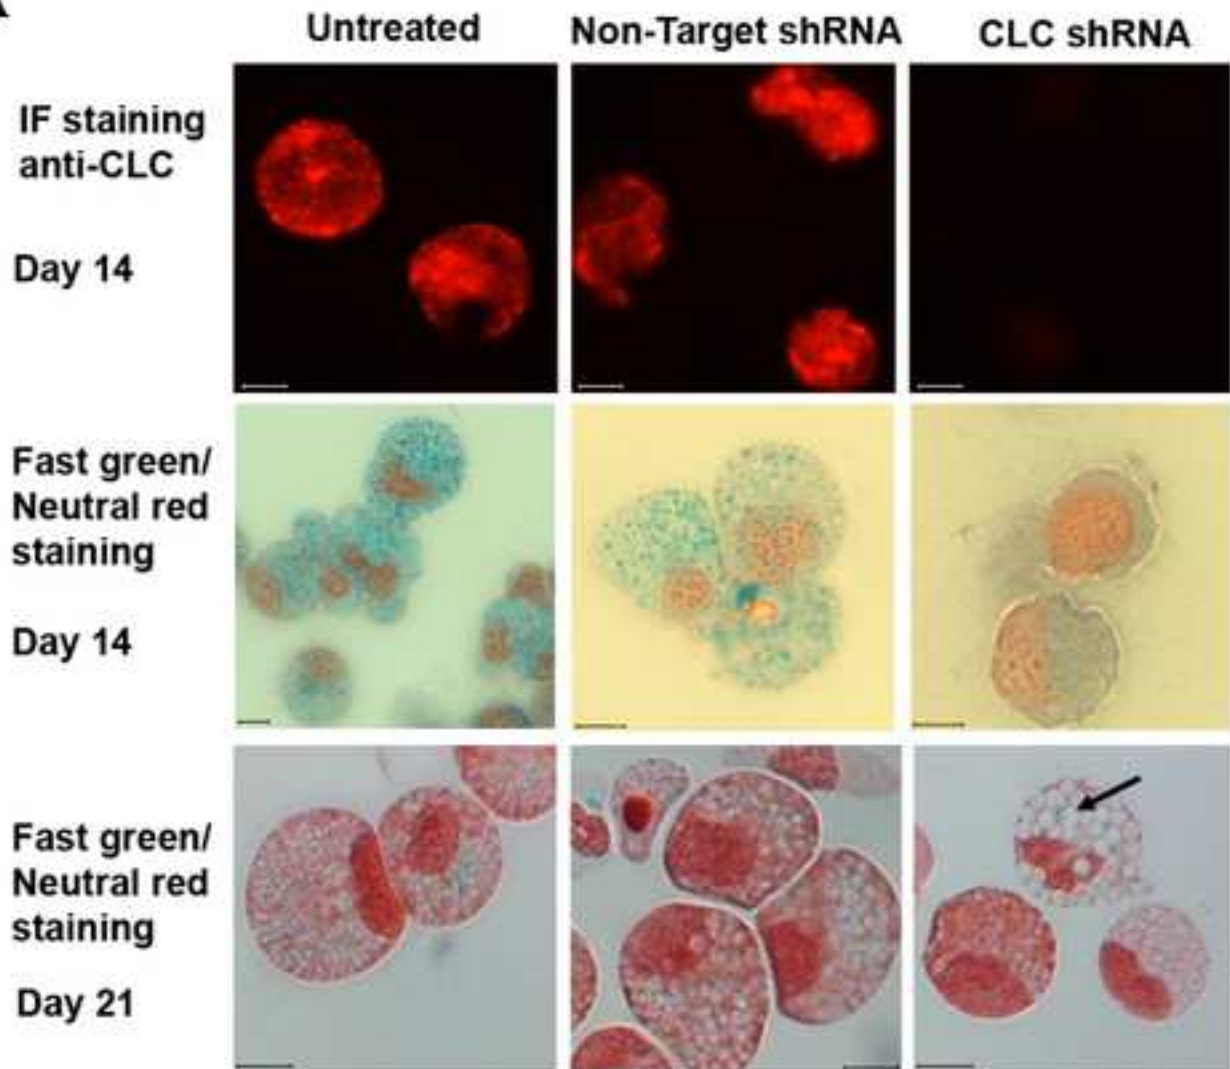 Untreated Non-Target shRNA CLC shRNA
IF staining
anti-CLC
Day 14
Fast green/
Neutral red
staining
Day 14
Fast green/
Neutral red
staining
Day 21